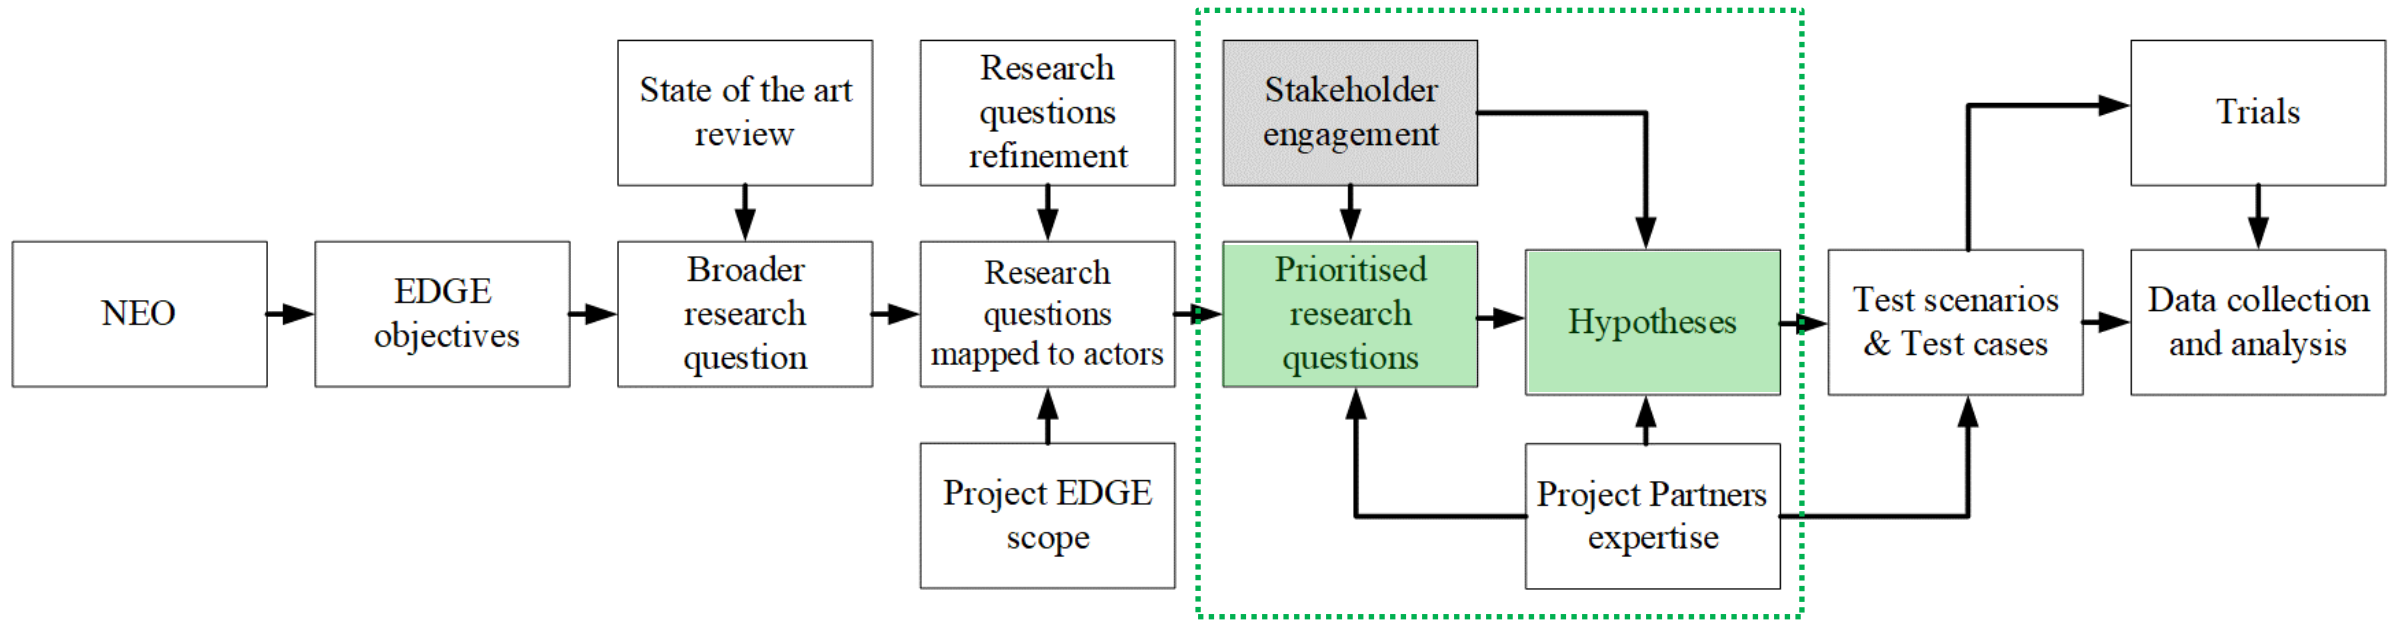 State of the art
review
Research
questions
refinement
Stakeholder
engagement
Trials
NEO
EDGE
objectives
Broader
research
question
Research
questions
mapped to actors
Prioritised
research
questions
Hypotheses
Test scenarios
& Test cases
Data collection
and analysis
Project EDGE
scope
Project Partners
expertise